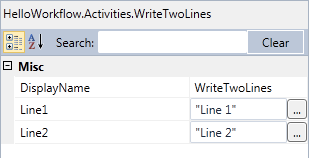 HelloWorkflow.Activities.WriteTwoLines
A Z Search: Clear
Misc
DisplayName WriteTwoLines
Line1 "Line 1" ...
Line2 "Line 2" ...